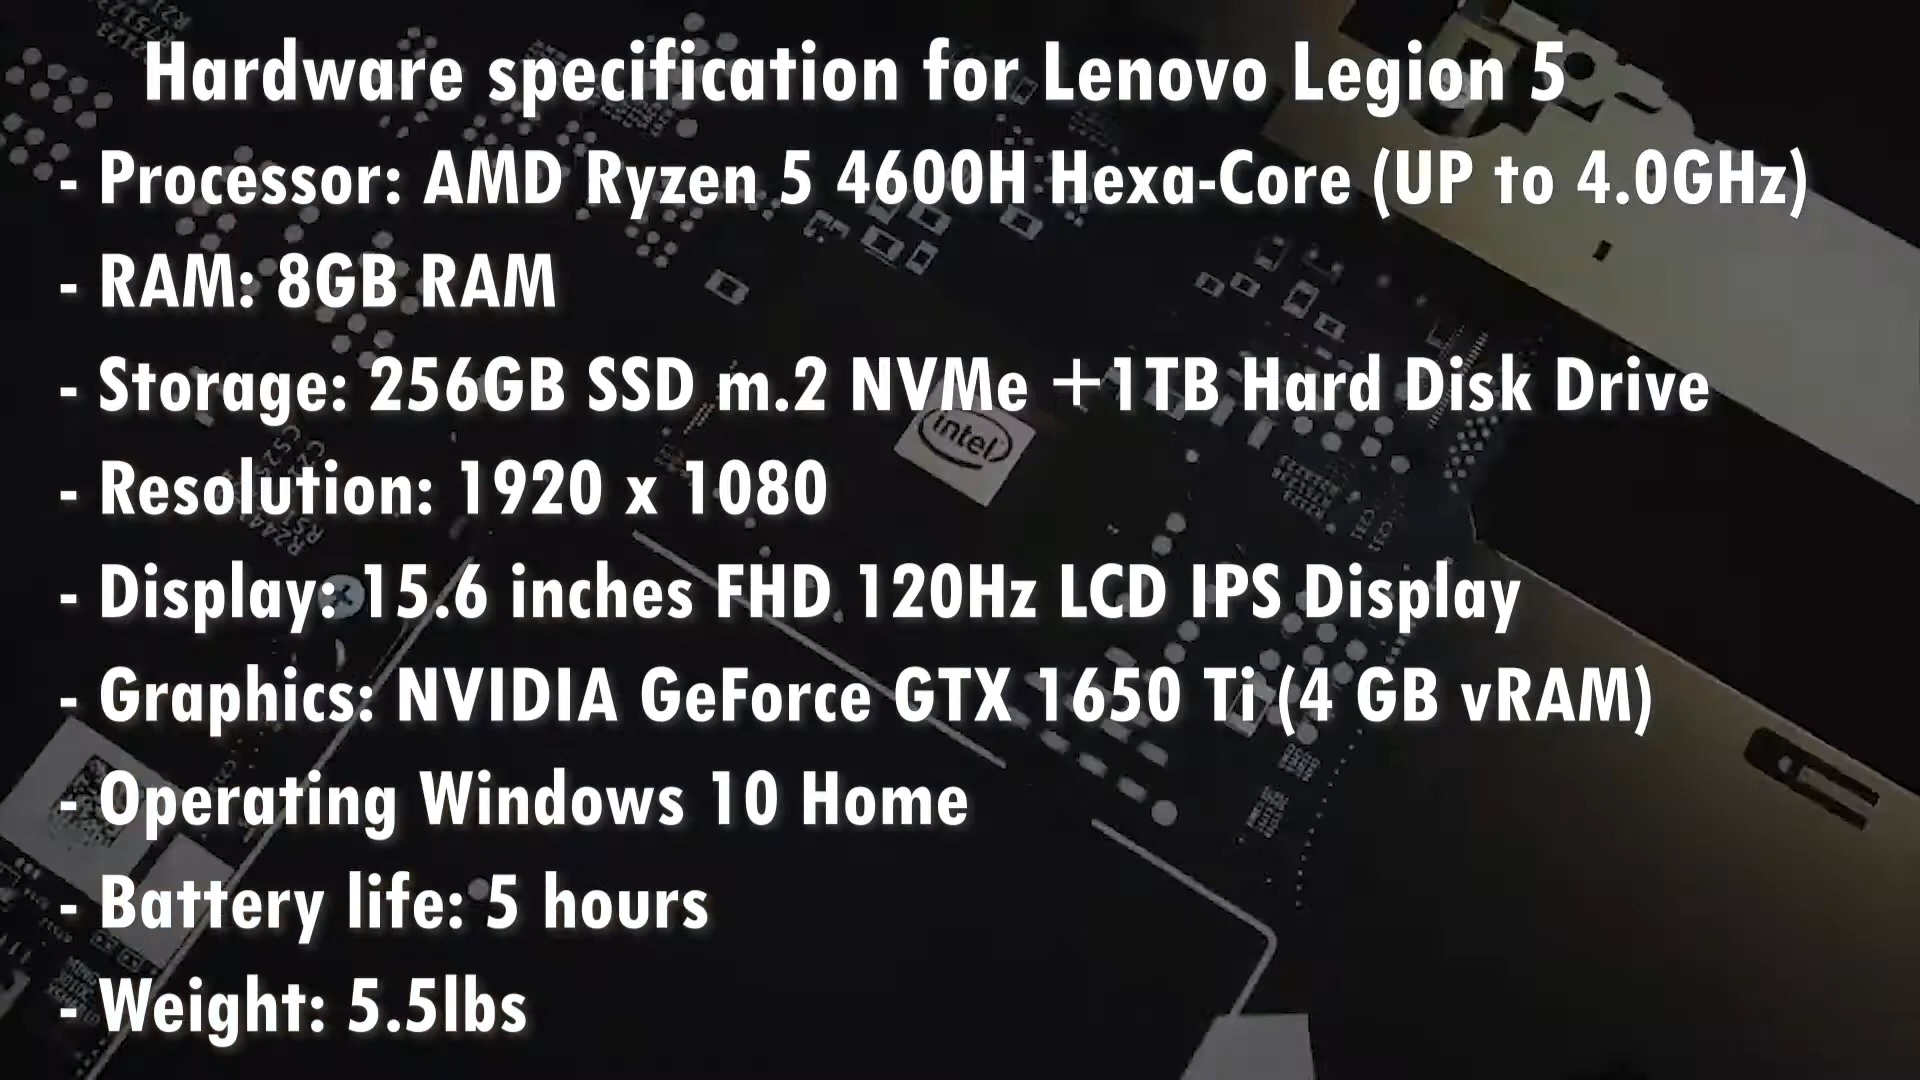 Hardware specification for Lenovo Legion 5
- Processor: AMD Ryzen 5 4600H Hexa-Core (UP to 4.0GHz)
- RAM: 8GB RAM
- Storage: 256GB SSD m.2 NVMe +1TB Hard Disk Drive
intel
- Resolution: 1920 x 1080
- Display: 15.6 inches FHD 120Hz LCD IPS Display
- Graphics: NVIDIA GeForce GTX 1650 Ti (4 GB vRAM)
- Operating Windows 10 Home
- Battery life: 5 hours
- Weight: 5.5lbs